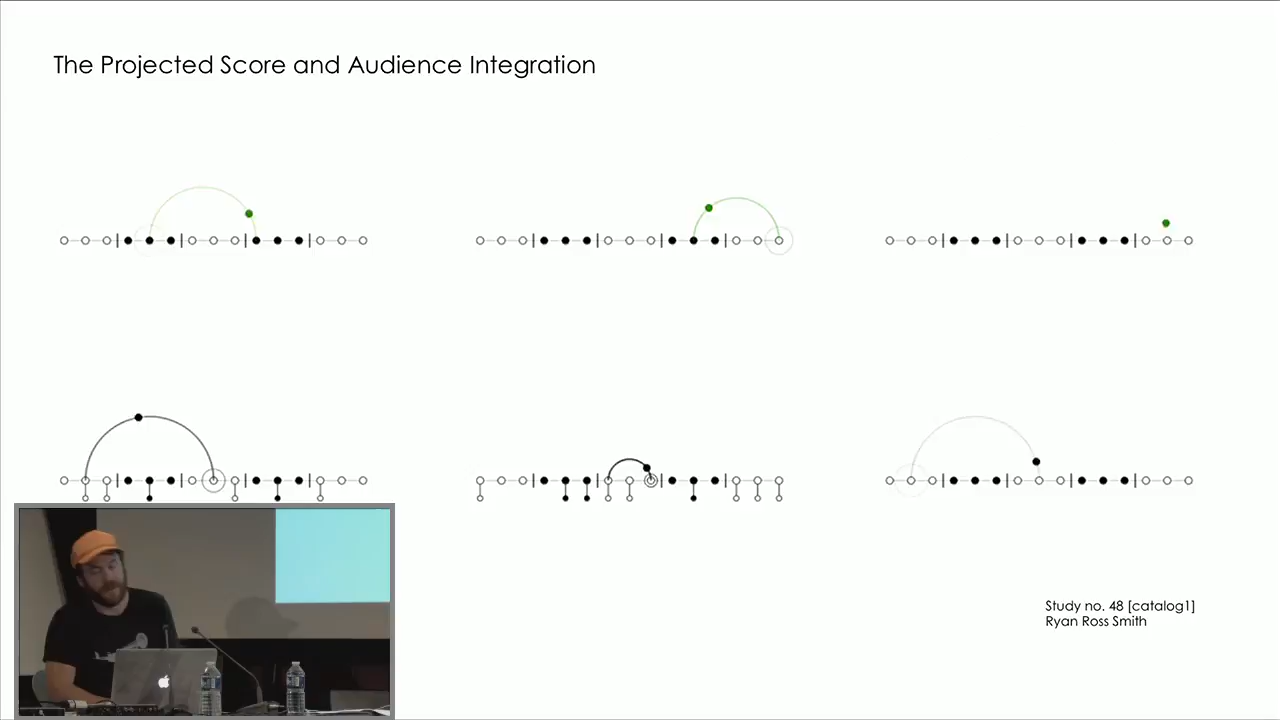 The Projected Score and Audience Integration
Study no. 48 [catalog1]
Ryan Ross Smith